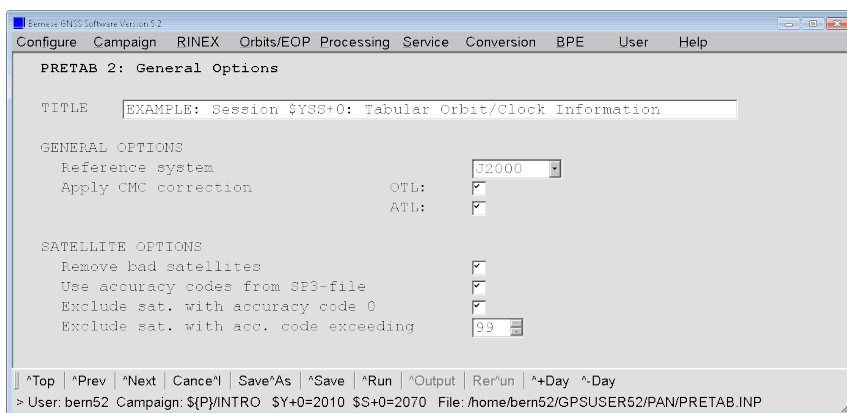 Bernese GNSS Software Version 5.2
Configure Campaign RINEX Orbits/EOP Processing Service Conversion BPE User Help
PRETAB 2: General Options
TITLE EXAMPLE: Session $YSS+0: Tabular Orbit/Clock Information
GENERAL OPTIONS
Reference system J2000
Apply CMC correction OTL:
ATL:
SATELLITE OPTIONS
Remove bad satellites
Use accuracy codes from SP3-file
Exclude sat. with accuracy code 0
Exclude sat. with acc. code exceeding 99
^Top ^Prev ^Next Cance^l Save^As ^Save ^Run ^Output Rer^un ^+Day ^-Day
> User: bern52 Campaign: ${P}/INTRO $Y+0=2010 $S+0=2070 File: /home/bern52/GPSUSER52/PAN/PRETAB.INP